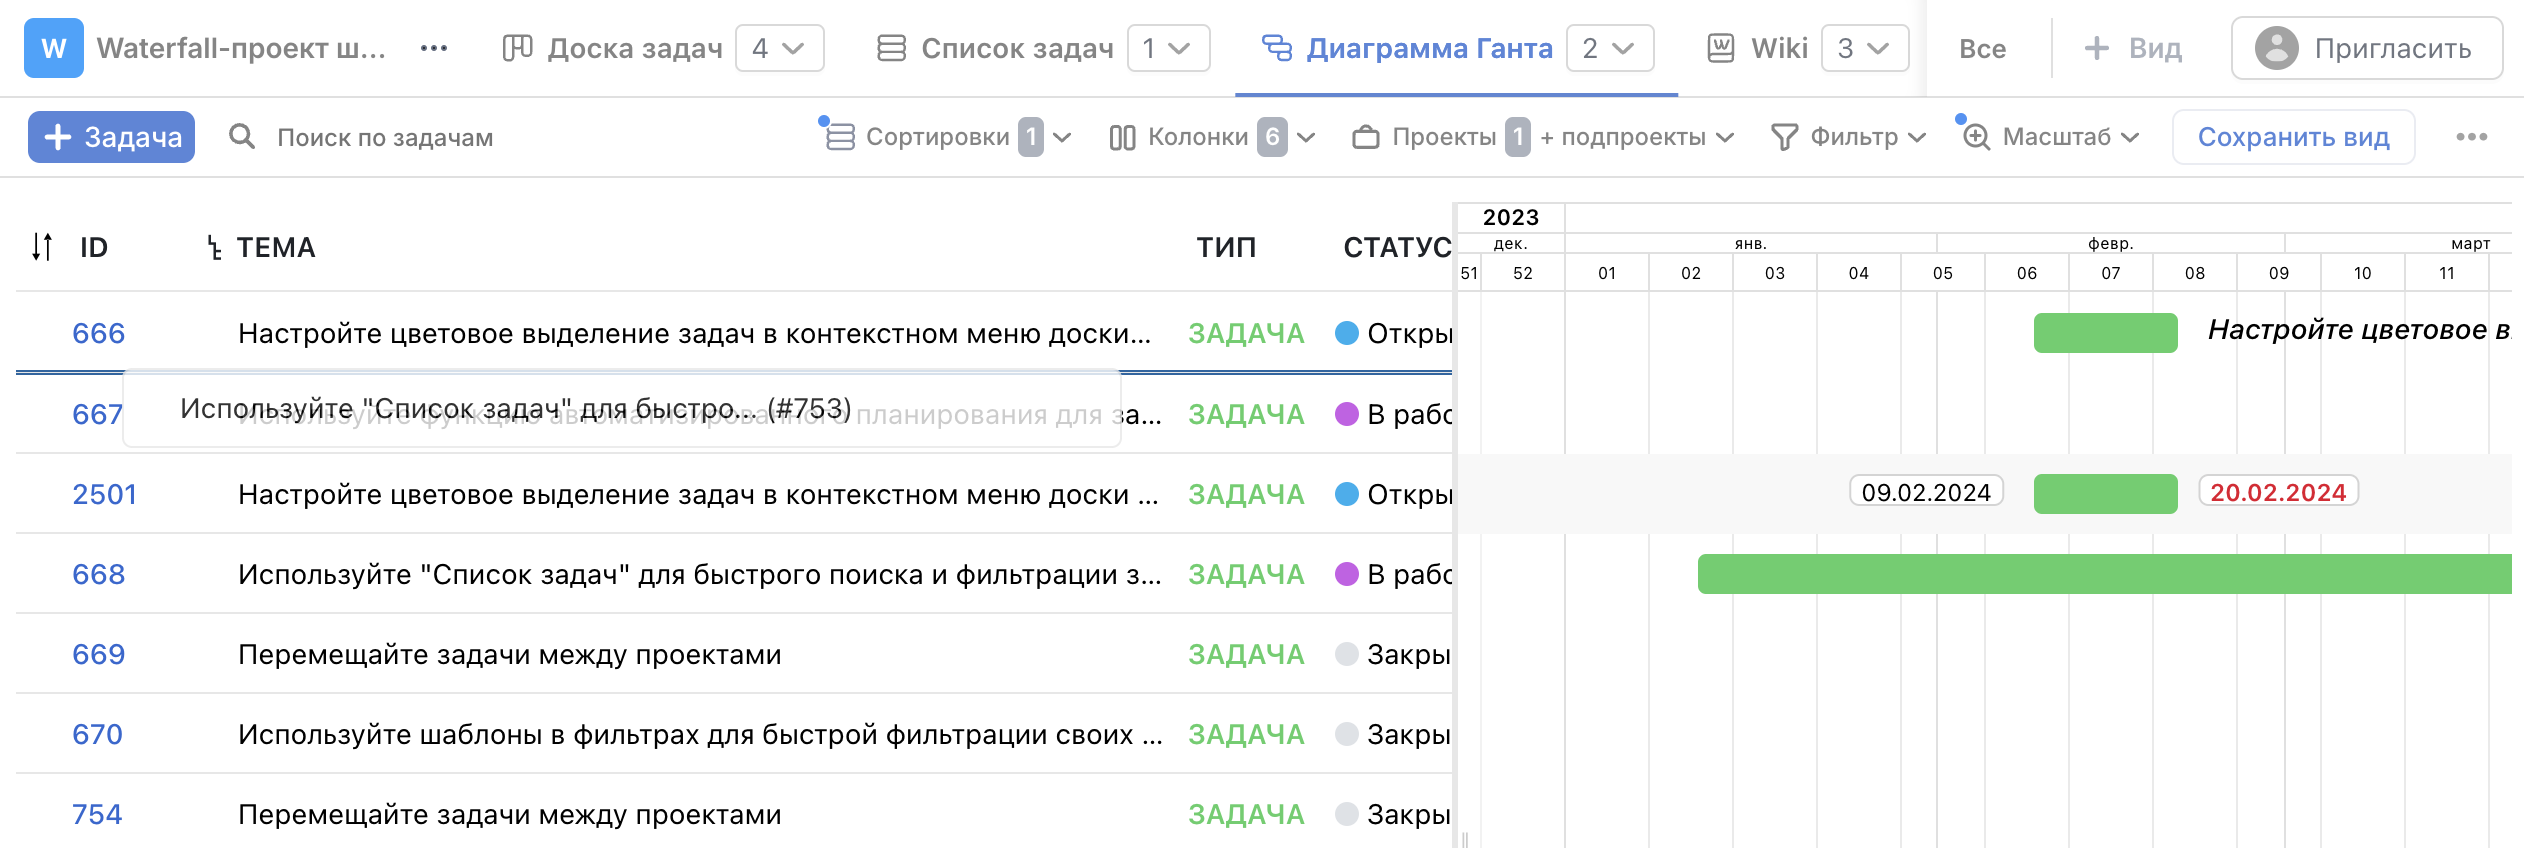 W Waterfall-проект ш... Доска задач 4 Список задач 1 Диаграмма Ганта 2 Wiki 3 Все + Вид Пригласить
+ Задача Поиск по задачам Сортировки 1 Колонки 6 Проекты 1 + подпроекты Фильтр Масштаб Сохранить вид
2023
ID ТЕМА ТИП СТАТУС дек. янв. февр. март
51 52 01 02 03 04 05 06 07 08 09 10 11
666 Настройте цветовое выделение задач в контекстном меню доски... ЗАДАЧА Откры Настройте цветовое в
Используйте "Список задач" для быстро... (#753)
667 Используйте функцию автоматизированного планирования для за... ЗАДАЧА В рабо
2501 Настройте цветовое выделение задач в контекстном меню доски ... ЗАДАЧА Откры 09.02.2024 20.02.2024
668 Используйте "Список задач" для быстрого поиска и фильтрации з... ЗАДАЧА В рабо
669 Перемещайте задачи между проектами ЗАДАЧА Закры
670 Используйте шаблоны в фильтрах для быстрой фильтрации своих ... ЗАДАЧА Закры
754 Перемещайте задачи между проектами ЗАДАЧА Закры